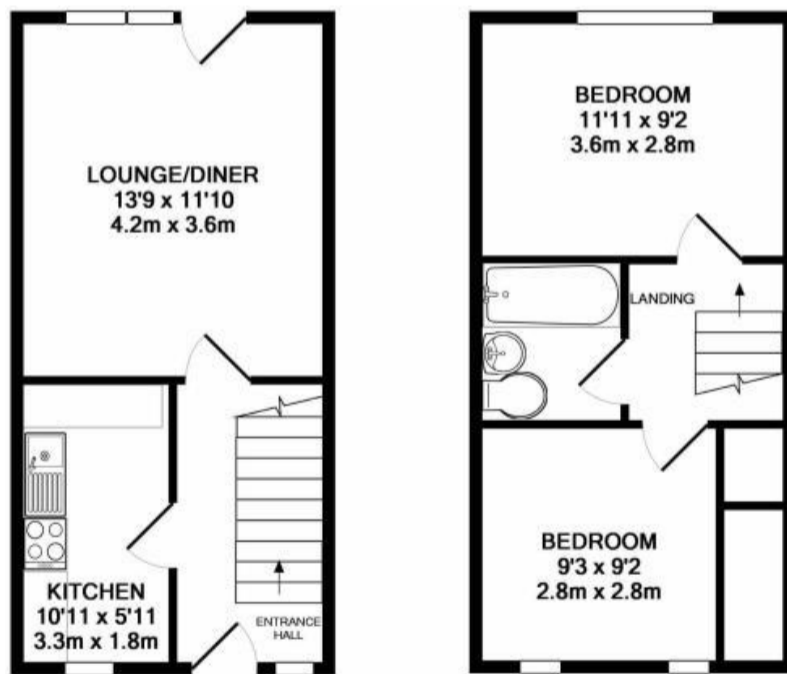 LOUNGE/DINER
13'9 x 11'10
4.2m x 3.6m
KITCHEN
10'11 x 5'11
3.3m x 1.8m
ENTRANCE
HALL
BEDROOM
11'11 x 9'2
3.6m x 2.8m
LANDING
BEDROOM
9'3 x 9'2
2.8m x 2.8m